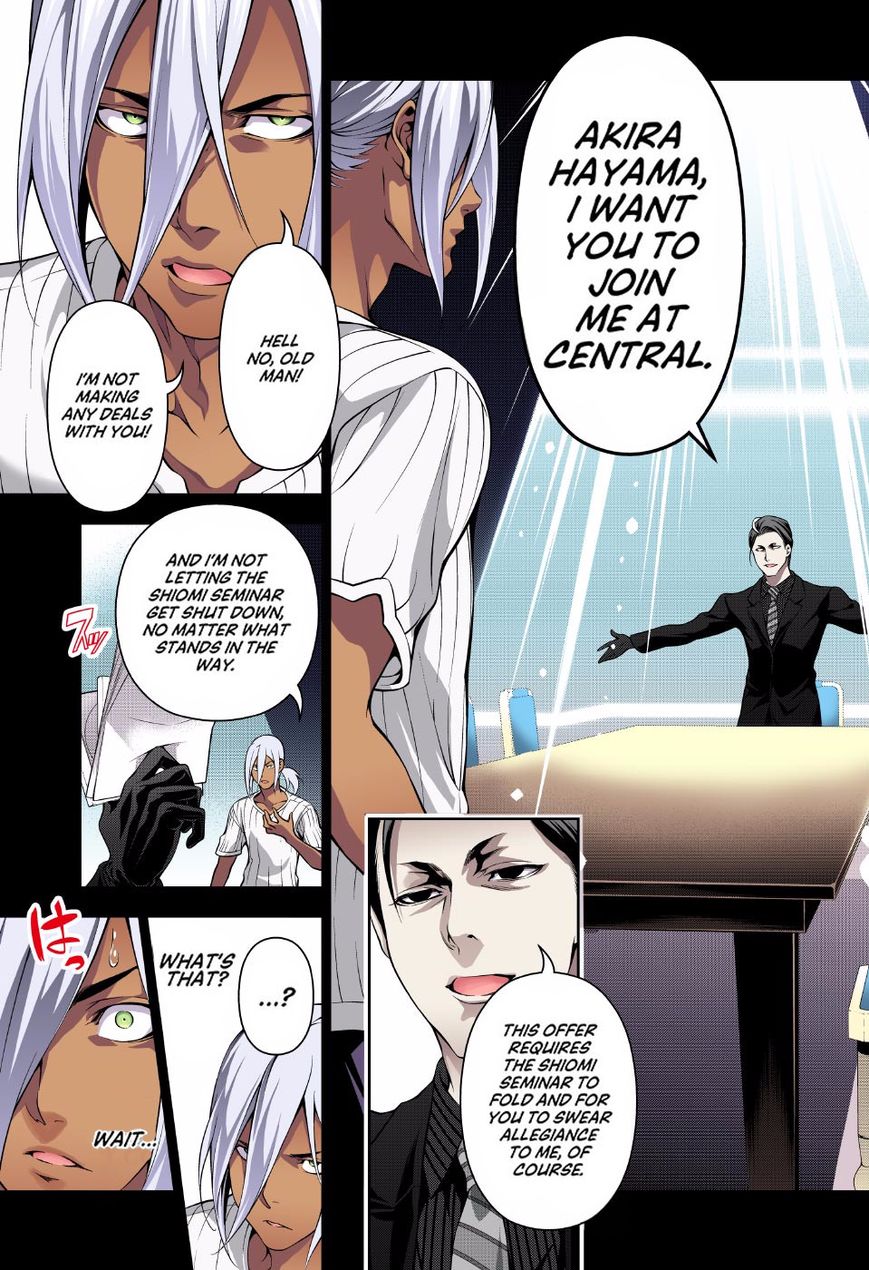 AKIRA
HAYAMA,
I WANT
YOU TO
JOIN
ME AT
CENTRAL.
THIS OFFER
REQUIRES
THE SHIOMI
SEMINAR TO
FOLD AND FOR
YOU TO SWEAR
ALLEGIANCE
TO ME, OF
COURSE.
HELL
NO, OLD
MAN!
I'M NOT
MAKING
ANY DEALS
WITH YOU!
AND I'M NOT
LETTING THE
SHIOMI SEMINAR
GET SHUT DOWN,
NO MATTER WHAT
STANDS IN THE
WAY.
スッ
...?
WHAT'S
THAT?
はっ
WAIT...